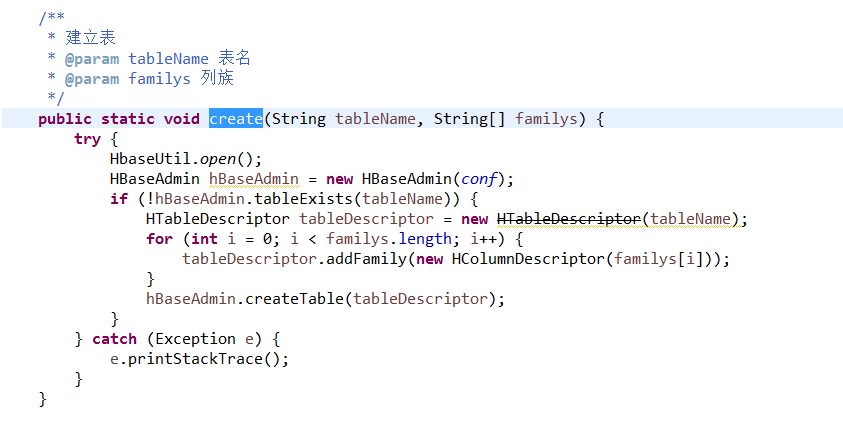 /**
 * 建立表
 * @param tableName 表名
 * @param familys 列族
 */
public static void create(String tableName, String[] familys) {
    try {
        HbaseUtil.open();
        HBaseAdmin hBaseAdmin = new HBaseAdmin(conf);
        if (!hBaseAdmin.tableExists(tableName)) {
            HTableDescriptor tableDescriptor = new HTableDescriptor(tableName);
            for (int i = 0; i < familys.length; i++) {
                tableDescriptor.addFamily(new HColumnDescriptor(familys[i]));
            }
            hBaseAdmin.createTable(tableDescriptor);
        }
    } catch (Exception e) {
        e.printStackTrace();
    }
}